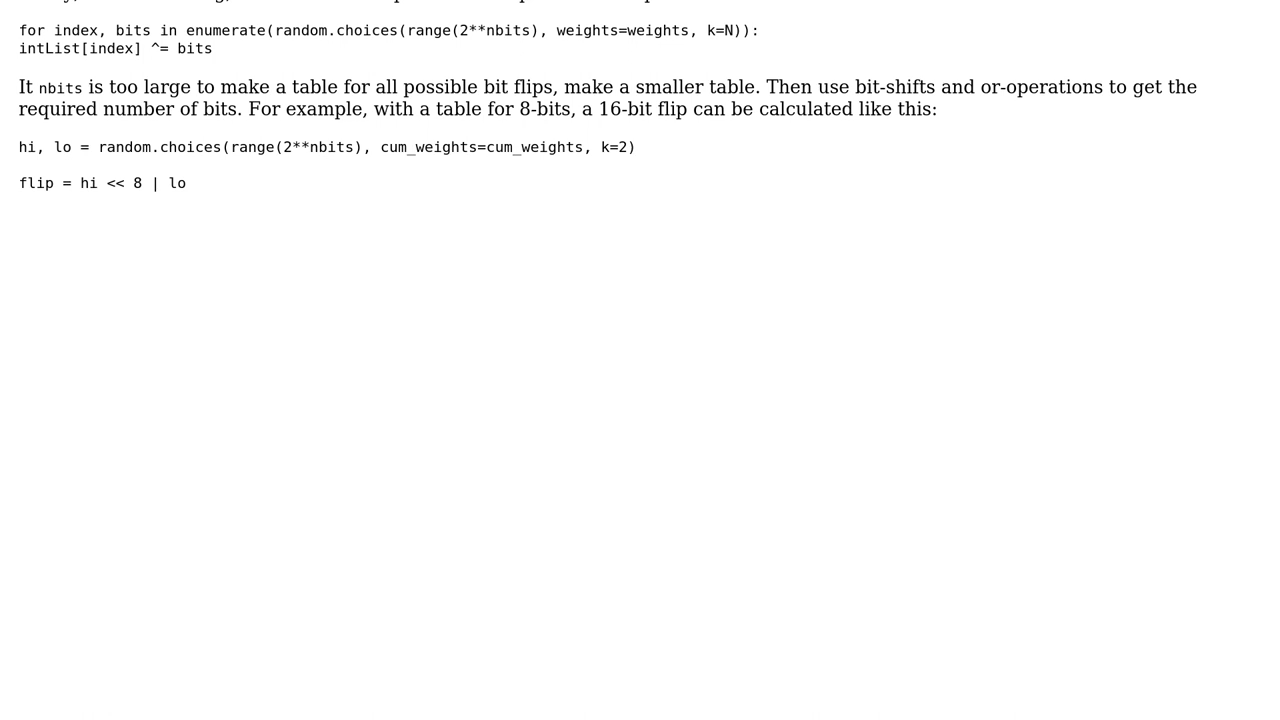 for index, bits in enumerate(random.choices(range(2**nbits), weights=weights, k=N)):
intList[index] ^= bits
It nbits is too large to make a table for all possible bit flips, make a smaller table. Then use bit-shifts and or-operations to get the
required number of bits. For example, with a table for 8-bits, a 16-bit flip can be calculated like this:
hi, lo = random.choices(range(2**nbits), cum_weights=cum_weights, k=2)
flip = hi << 8 | lo